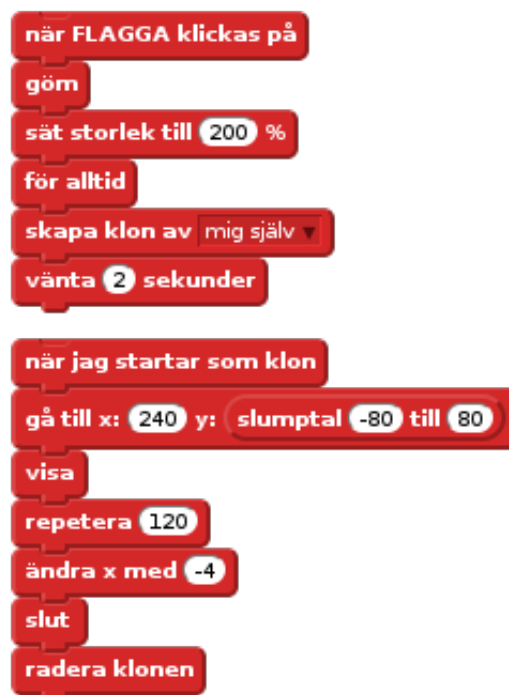 när FLAGGA klickas på
göm
sät storlek till 200 %
för alltid
skapa klon av mig själv
vänta 2 sekunder
när jag startar som klon
gå till x: 240 y: slumptal -80 till 80
visa
repetera 120
ändra x med -4
slut
radera klonen